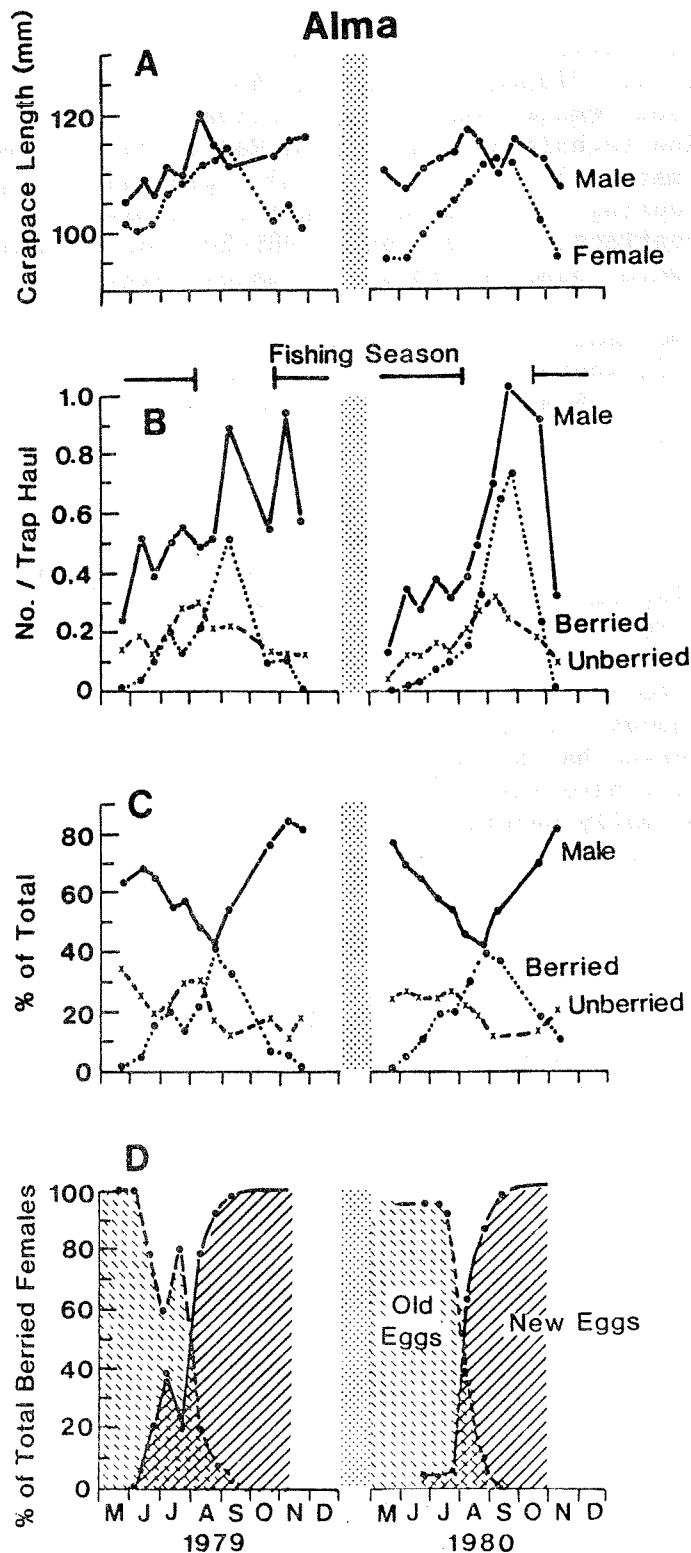 Alma
A
Carapace Length (mm)
120
100
Male
Female
Fishing Season
B
No. / Trap Haul
1.0
0.8
0.6
0.4
0.2
0
Male
Berried
Unberried
C
% of Total
80
60
40
20
0
Male
Berried
Unberried
D
% of Total Berried Females
100
80
60
40
20
0
Old
Eggs
New Eggs
M J J A S O N D
M J J A S O N D
1979
1980